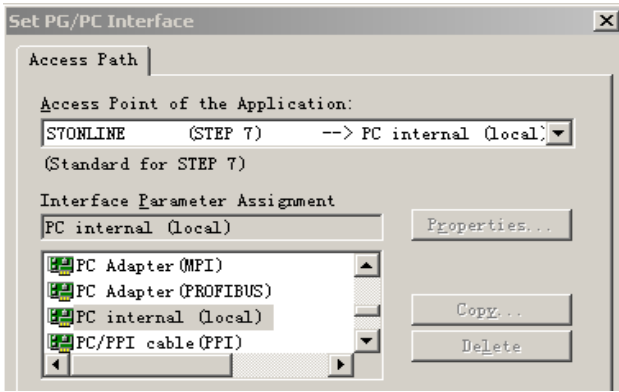 Set PG/PC Interface
Access Path
Access Point of the Application:
S7ONLINE (STEP 7) --> PC internal (local)
(Standard for STEP 7)
Interface Parameter Assignment
PC internal (local)
Properties...
PC Adapter(MPI)
PC Adapter(PROFIBUS)
PC internal (local)
Copy...
PC/PPI cable(PPI)
Delete